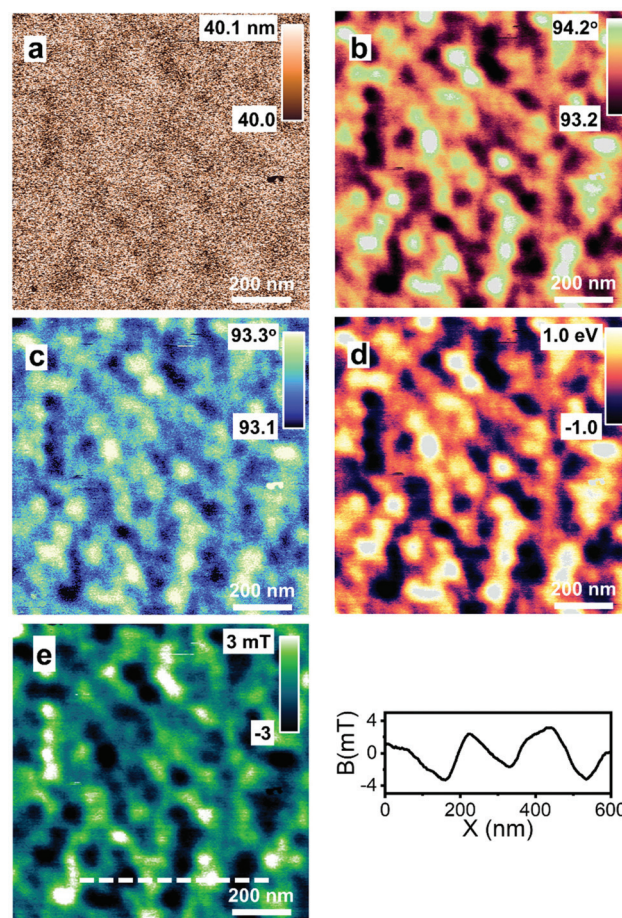 a
40.1 nm
40.0
200 nm
b
94.2°
93.2
200 nm
c
93.3°
93.1
200 nm
d
1.0 eV
-1.0
200 nm
e
3 mT
-3
200 nm
B(mT)
4
0
-4
0 200 400 600
X (nm)